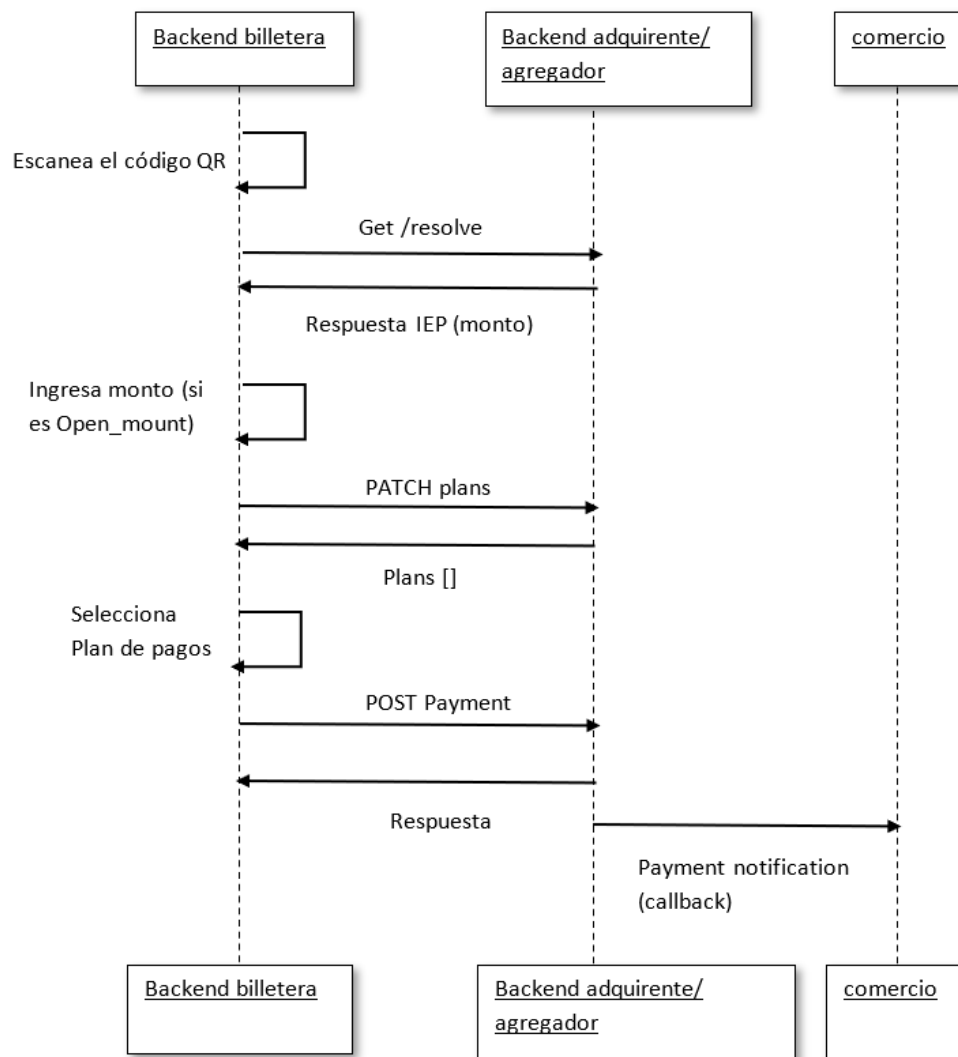 Backend billetera
Backend adquirente/
agregador
comercio
Escanea el código QR
Get /resolve
Respuesta IEP (monto)
Ingresa monto (si
es Open_mount)
PATCH plans
Plans []
Selecciona
Plan de pagos
POST Payment
Respuesta
Payment notification
(callback)
Backend billetera
Backend adquirente/
agregador
comercio